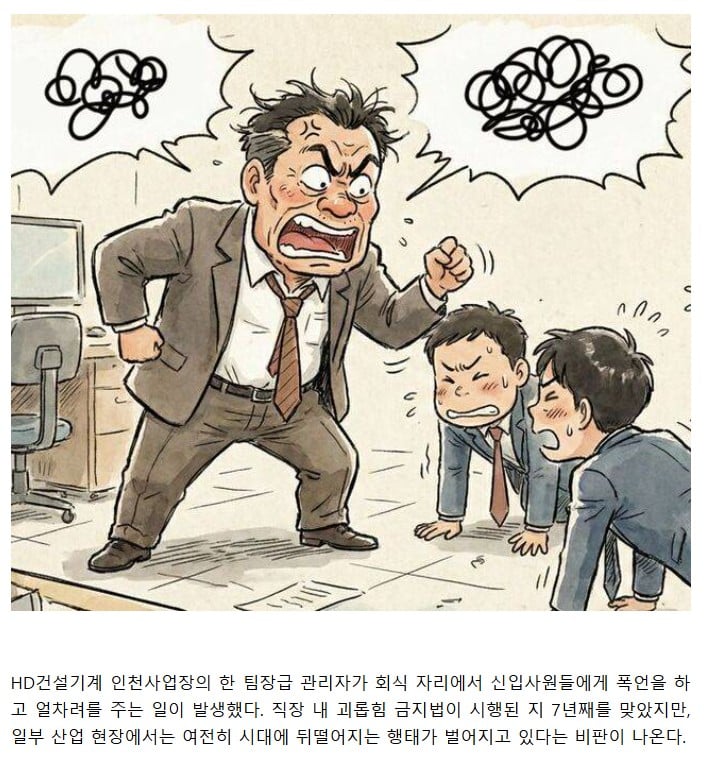 HD건설기계 인천사업장의 한 팀장급 관리자가 회식 자리에서 신입사원들에게 폭언을 하
고 얼차려를 주는 일이 발생했다. 직장 내 괴롭힘 금지법이 시행된 지 7년째를 맞았지만,
일부 산업 현장에서는 여전히 시대에 뒤떨어지는 행태가 벌어지고 있다는 비판이 나온다.